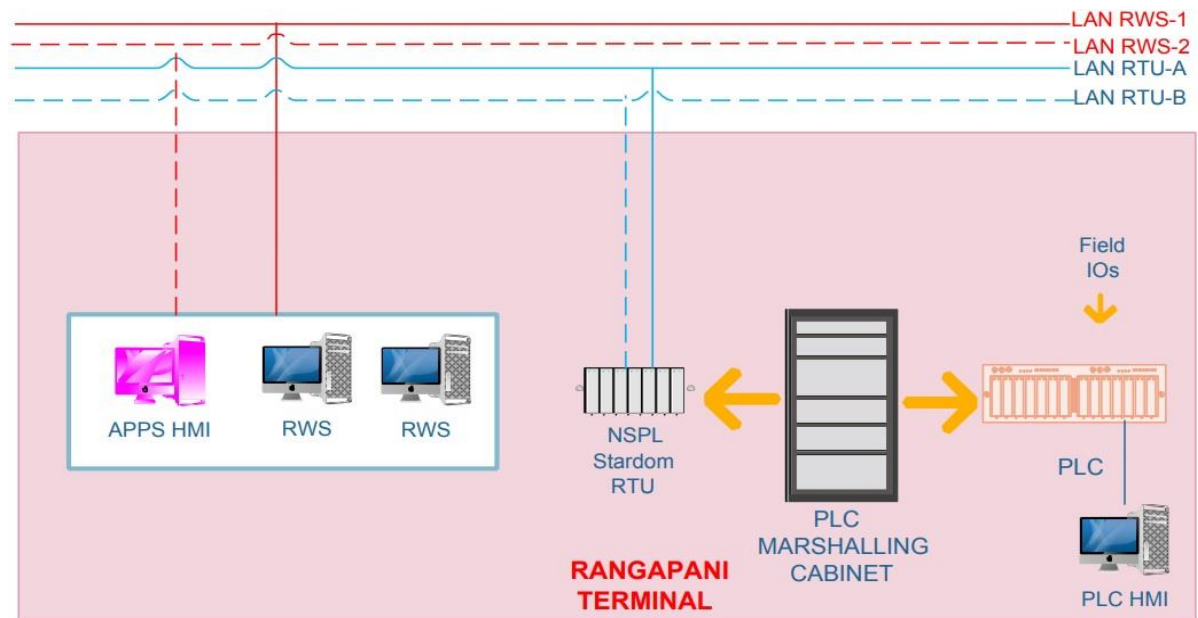 LAN RWS-1
LAN RWS-2
LAN RTU-A
LAN RTU-B
Field
IOs
APPS HMI
RWS
RWS
NSPL
Stardom
RTU
PLC
MARSHALLING
CABINET
PLC
PLC HMI
RANGAPANI
TERMINAL